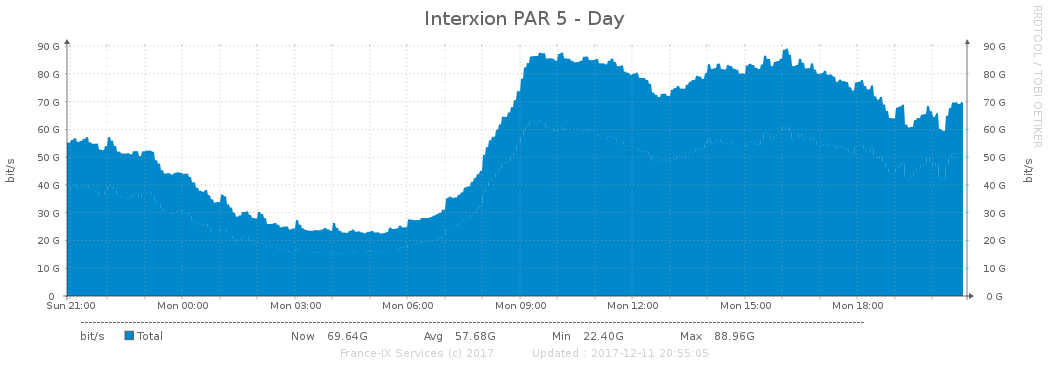 Interxion PAR 5 - Day
RRDTOOL / TOBI OETIKER
90 G 90 G
80 G 80 G
70 G 70 G
60 G 60 G
50 G 50 G
40 G 40 G
30 G 30 G
20 G 20 G
10 G 10 G
0 0 G
bit/s bit/s
Sun 21:00 Mon 00:00 Mon 03:00 Mon 06:00 Mon 09:00 Mon 12:00 Mon 15:00 Mon 18:00
bit/s Total Now 69.64G Avg 57.68G Min 22.40G Max 88.96G
France-IX Services (c) 2017 Updated : 2017-12-11 20:55:05